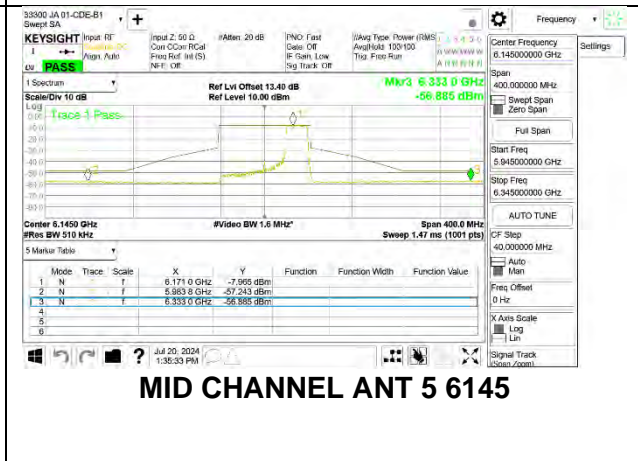 33300 JA 01-CDE-B1
Swept SA
Frequency
Settings
KEYSIGHT Input: RF
Align: Auto
Input Z: 50 Ω
Corr CCorr RCal
Freq Ref: Int (S)
NFE: Off
#Atten: 20 dB
PNO: Fast
Gate: Off
IF Gain: Low
Sig Track: Off
#Avg Type: Power (RMS
Avg|Hold: 100/100
Trig: Free Run
PASS
Center Frequency
6.145000000 GHz
Span
400.000000 MHz
Swept Span
Zero Span
Full Span
Start Freq
5.945000000 GHz
Stop Freq
6.345000000 GHz
AUTO TUNE
CF Step
40.000000 MHz
Auto
Man
Freq Offset
0 Hz
X Axis Scale
Log
Lin
Signal Track
(Span Zoom)
1 Spectrum
Scale/Div 10 dB
Ref Lvl Offset 13.40 dB
Ref Level 10.00 dBm
Mkr3 6.333 0 GHz
-56.885 dBm
Log
Trace 1 Pass
Center 6.1450 GHz
#Video BW 1.6 MHz*
Span 400.0 MHz
#Res BW 510 kHz
Sweep 1.47 ms (1001 pts)
5 Marker Table
Mode Trace Scale X Y Function Function Width Function Value
1 N f 6.171 0 GHz -7.965 dBm
2 N f 5.963 8 GHz -57.243 dBm
3 N f 6.333 0 GHz -56.885 dBm
4
5
6
Jul 20, 2024
1:35:33 PM
MID CHANNEL ANT 5 6145